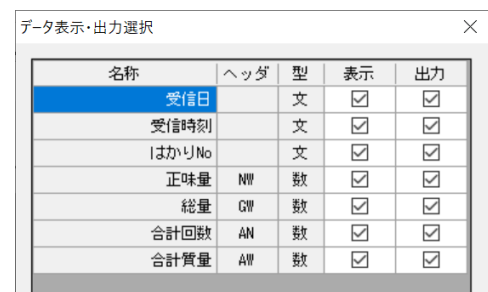 データ表示・出力選択
名称 ヘッダ 型 表示 出力
受信日 文
受信時刻 文
はかりNo 文
正味量 NW 数
総量 GW 数
合計回数 AN 数
合計質量 AW 数